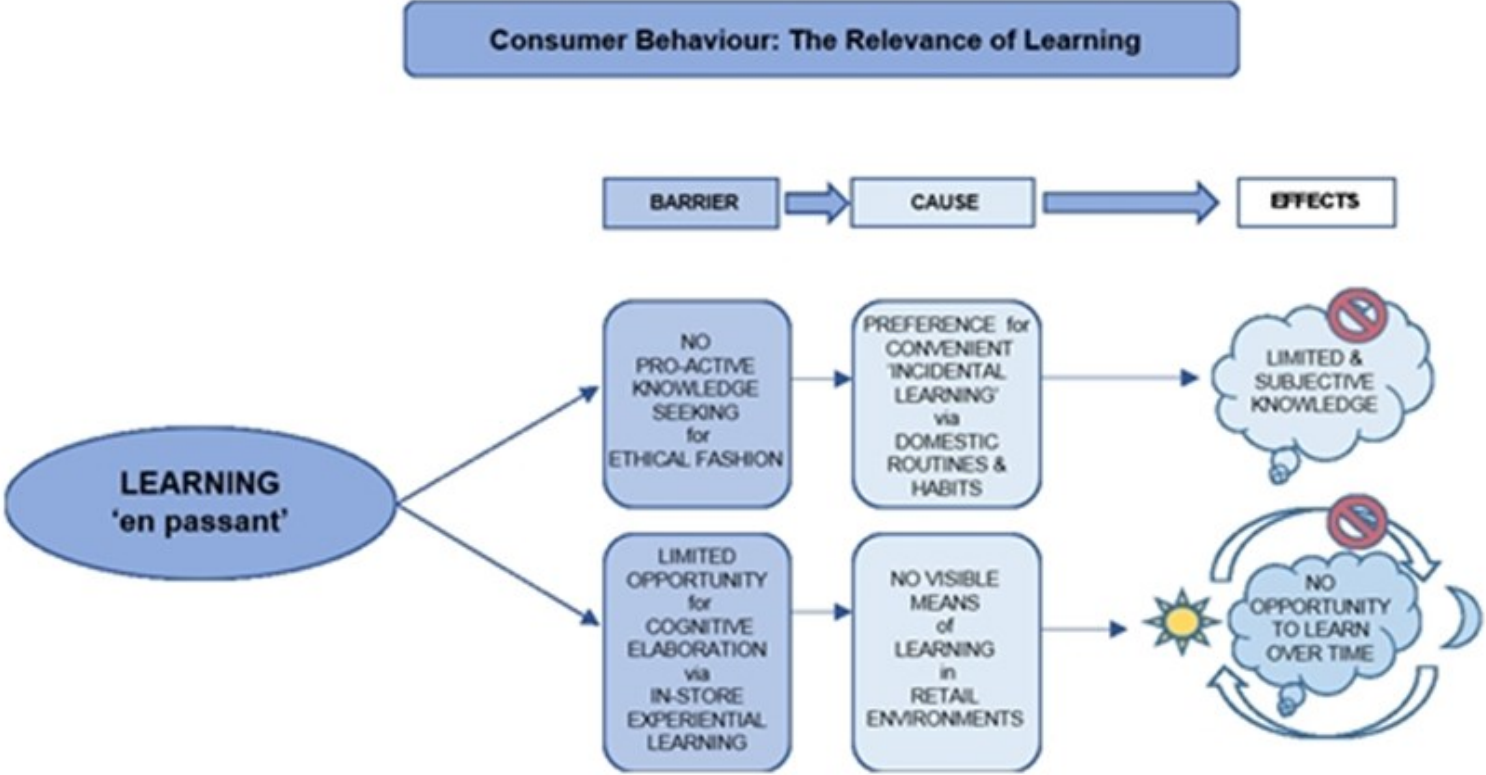 Consumer Behaviour: The Relevance of Learning
BARRIER
CAUSE
EFFECTS
LEARNING
‘en passant’
NO
PRO-ACTIVE
KNOWLEDGE
SEEKING
for
ETHICAL FASHION
PREFERENCE for
CONVENIENT
‘INCIDENTAL
LEARNING’
via
DOMESTIC
ROUTINES &
HABITS
LIMITED &
SUBJECTIVE
KNOWLEDGE
LIMITED
OPPORTUNITY
for
COGNITIVE
ELABORATION
via
IN-STORE
EXPERIENTIAL
LEARNING
NO VISIBLE
MEANS
of
LEARNING
in
RETAIL
ENVIRONMENTS
NO
OPPORTUNITY
TO LEARN
OVER TIME